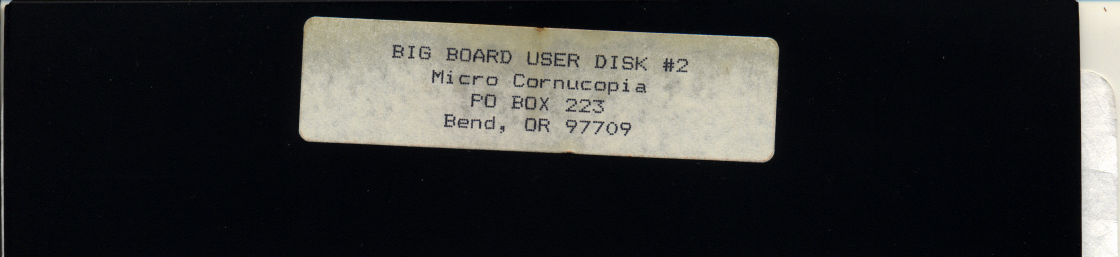 BIG BOARD USER DISK #2
Micro Cornucopia
PO BOX 223
Bend, OR 97709